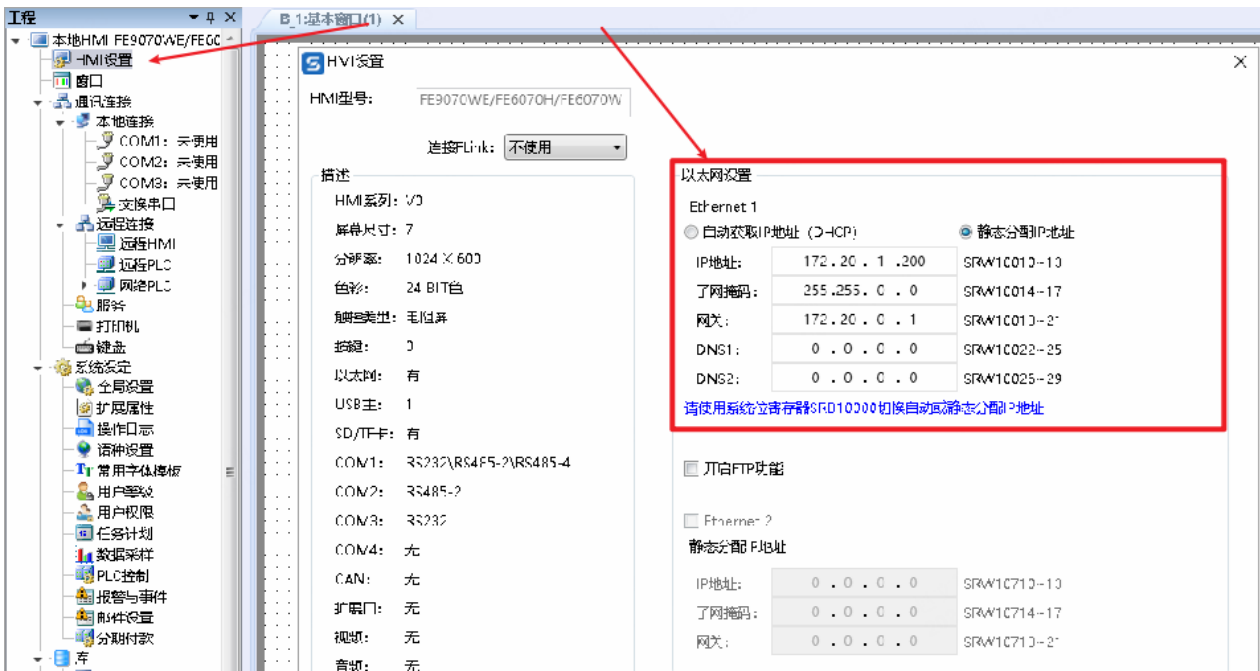 工程
本地HMI FE9070WE/FE60
HMI设置
窗口
通讯连接
本地连接
COM1: 未使用
COM2: 未使用
COM3: 未使用
交换串口
远程连接
远程HMI
远程PLC
网络PLC
服务
打印机
键盘
系统设定
全局设置
扩展属性
操作日志
语种设置
常用字体模板
用户等级
用户权限
任务计划
数据采样
PLC控制
报警与事件
邮件设置
分期付款
库
B_1:基本窗口(1)
HMI设置
HMI型号: FE9070WE/FE6070H/FE6070W
连接FLink: 不使用
描述
HMI系列: V0
屏幕尺寸: 7
分辨率: 1024 X 600
色彩: 24 BIT色
触摸类型: 电阻屏
按键: 0
以太网: 有
USB主: 1
SD/TF卡: 有
COM1: RS232\RS485-2\RS485-4
COM2: RS485-2
COM3: RS232
COM4: 无
CAN: 无
扩展口: 无
视频: 无
音频: 无
以太网设置
Ethernet 1
自动获取IP地址 (DHCP) 静态分配IP地址
IP地址: 172.20.1.200 SRW10010~13
子网掩码: 255.255.0.0 SRW10014~17
网关: 172.20.0.1 SRW10018~21
DNS1: 0.0.0.0 SRW10022~25
DNS2: 0.0.0.0 SRW10026~29
请使用系统位寄存器SRB10000切换自动或静态分配IP地址
开启FTP功能
Ethernet 2
静态分配IP地址
IP地址: 0.0.0.0 SRW10710~13
子网掩码: 0.0.0.0 SRW10714~17
网关: 0.0.0.0 SRW10718~21